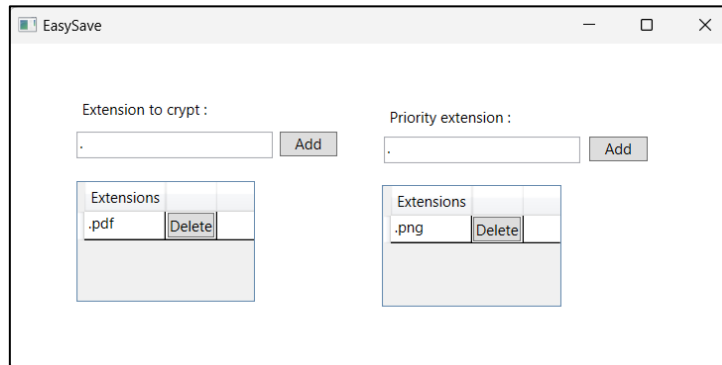 EasySave
Extension to crypt :
.
Add
Extensions
.pdf
Delete
Priority extension :
.
Add
Extensions
.png
Delete